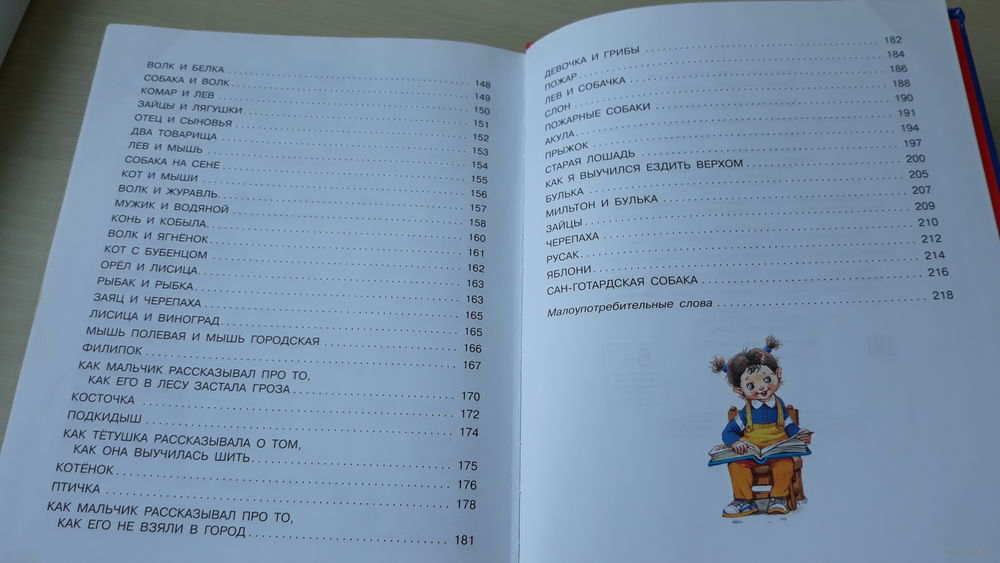 ВОЛК И БЕЛКА ........ 148
СОБАКА И ВОЛК ........ 149
КОМАР И ЛЕВ ........ 150
ЗАЙЦЫ И ЛЯГУШКИ ........ 151
ОТЕЦ И СЫНОВЬЯ ........ 152
ДВА ТОВАРИЩА ........ 153
ЛЕВ И МЫШЬ ........ 154
СОБАКА НА СЕНЕ ........ 155
КОТ И МЫШИ ........ 156
ВОЛК И ЖУРАВЛЬ ........ 157
МУЖИК И ВОДЯНОЙ ........ 158
КОНЬ И КОБЫЛА ........ 160
ВОЛК И ЯГНЁНОК ........ 161
КОТ С БУБЕНЦОМ ........ 162
ОРЁЛ И ЛИСИЦА ........ 163
РЫБАК И РЫБКА ........ 163
ЗАЯЦ И ЧЕРЕПАХА ........ 165
ЛИСИЦА И ВИНОГРАД ........ 165
МЫШЬ ПОЛЕВАЯ И МЫШЬ ГОРОДСКАЯ ........ 166
ФИЛИПОК ........ 167
КАК МАЛЬЧИК РАССКАЗЫВАЛ ПРО ТО,
КАК ЕГО В ЛЕСУ ЗАСТАЛА ГРОЗА ........ 170
КОСТОЧКА ........ 172
ПОДКИДЫШ ........ 174
КАК ТЁТУШКА РАССКАЗЫВАЛА О ТОМ,
КАК ОНА ВЫУЧИЛАСЬ ШИТЬ ........ 175
КОТЁНОК ........ 176
ПТИЧКА ........ 178
КАК МАЛЬЧИК РАССКАЗЫВАЛ ПРО ТО,
КАК ЕГО НЕ ВЗЯЛИ В ГОРОД ........ 181
ДЕВОЧКА И ГРИБЫ ........ 182
ПОЖАР ........ 184
ЛЕВ И СОБАЧКА ........ 186
СЛОН ........ 188
ПОЖАРНЫЕ СОБАКИ ........ 190
АКУЛА ........ 191
ПРЫЖОК ........ 194
СТАРАЯ ЛОШАДЬ ........ 197
КАК Я ВЫУЧИЛСЯ ЕЗДИТЬ ВЕРХОМ ........ 200
БУЛЬКА ........ 205
МИЛЬТОН И БУЛЬКА ........ 207
ЗАЙЦЫ ........ 209
ЧЕРЕПАХА ........ 210
РУСАК ........ 212
ЯБЛОНИ ........ 214
САН-ГОТАРДСКАЯ СОБАКА ........ 216
Малоупотребительные слова ........ 218